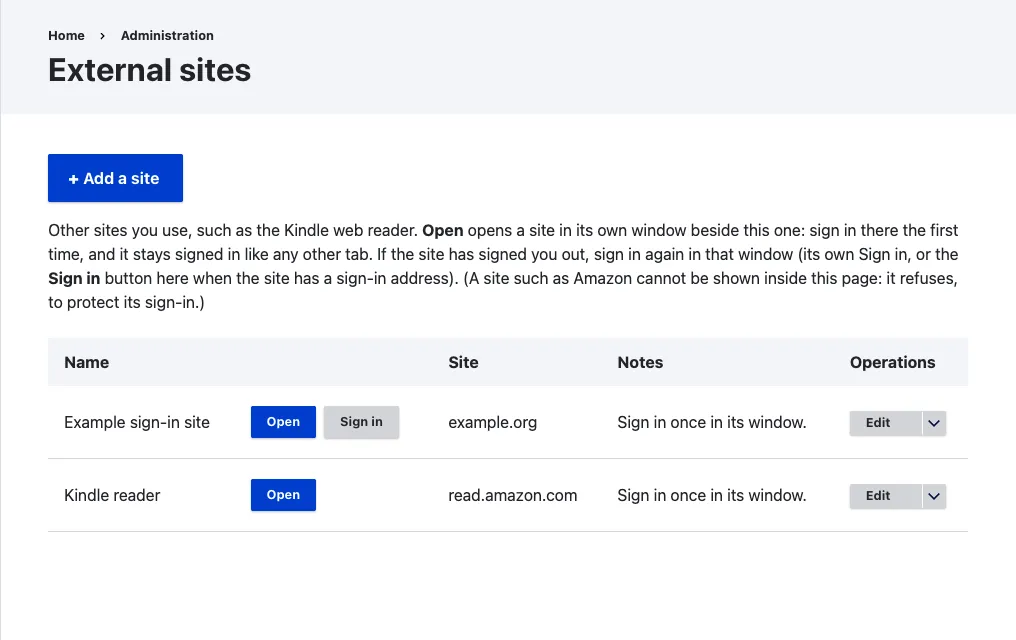 Home › Administration
External sites
+ Add a site
Other sites you use, such as the Kindle web reader. Open opens a site in its own window beside this one: sign in there the first
time, and it stays signed in like any other tab. If the site has signed you out, sign in again in that window (its own Sign in, or the
Sign in button here when the site has a sign-in address). (A site such as Amazon cannot be shown inside this page: it refuses,
to protect its sign-in.)
Name Site Notes Operations
Example sign-in site Open Sign in example.org Sign in once in its window. Edit
Kindle reader Open read.amazon.com Sign in once in its window. Edit